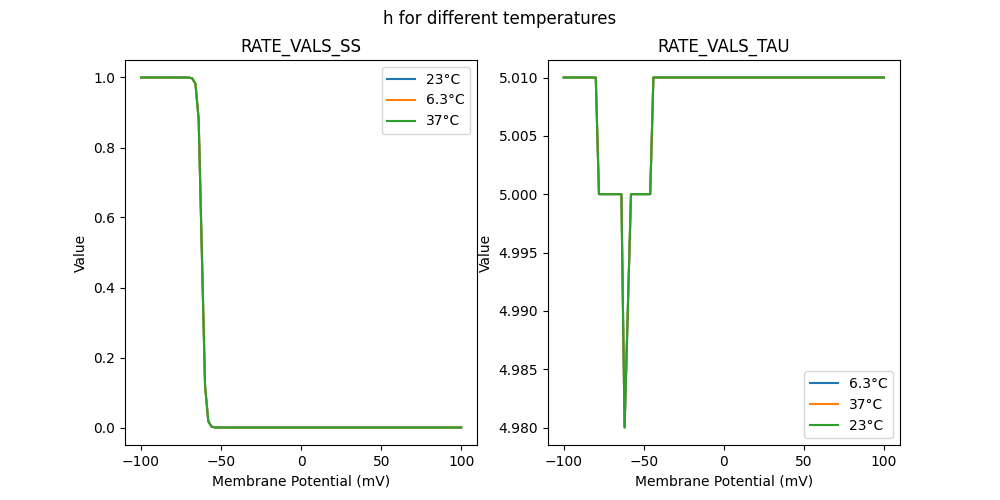 h for different temperatures
RATE_VALS_SS
1.0
0.8
0.6
0.4
0.2
0.0
Value
−100
−50
0
50
100
Membrane Potential (mV)
23°C
6.3°C
37°C
RATE_VALS_TAU
5.010
5.005
5.000
4.995
4.990
4.985
4.980
Value
−100
−50
0
50
100
Membrane Potential (mV)
6.3°C
37°C
23°C